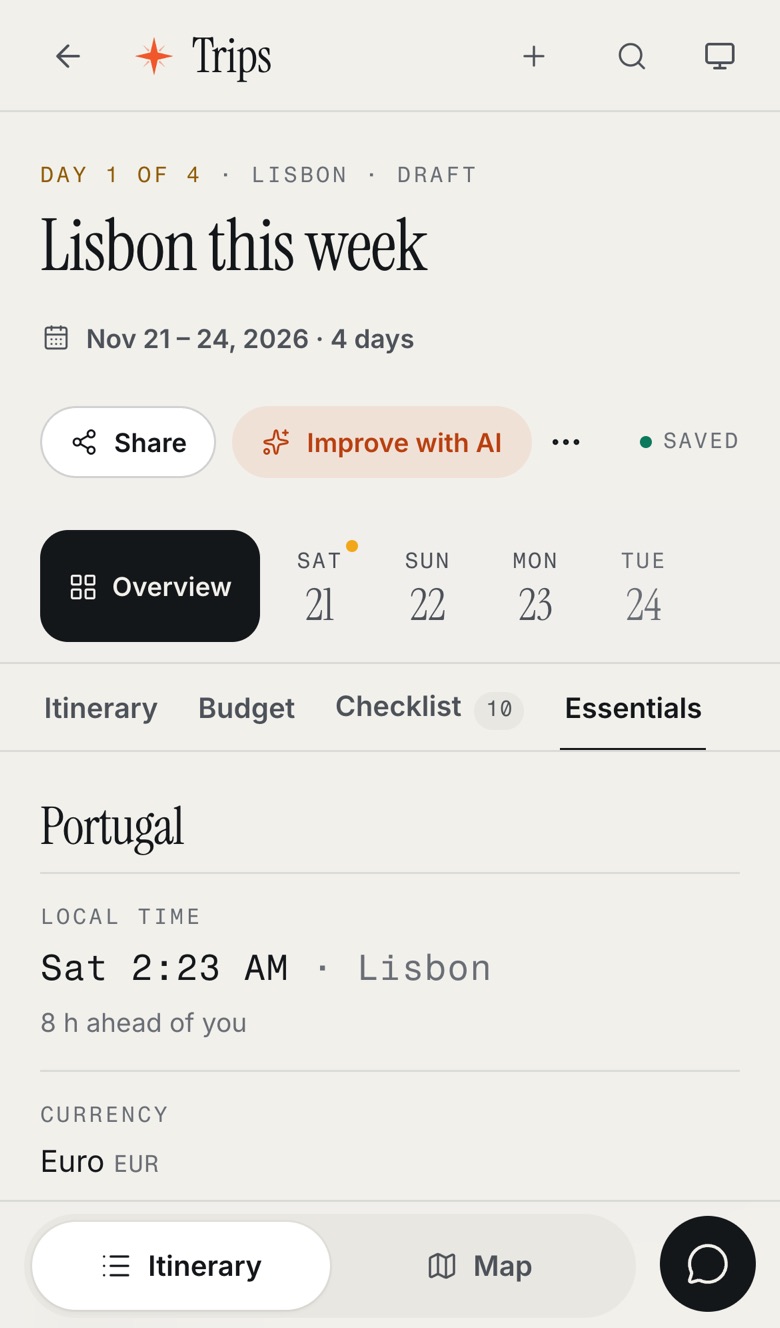 Trips
DAY 1 OF 4 · LISBON · DRAFT
Lisbon this week
Nov 21 – 24, 2026 · 4 days
Share
Improve with AI
SAVED
Overview
SAT
21
SUN
22
MON
23
TUE
24
Itinerary
Budget
Checklist 10
Essentials
Portugal
LOCAL TIME
Sat 2:23 AM · Lisbon
8 h ahead of you
CURRENCY
Euro EUR
Itinerary
Map